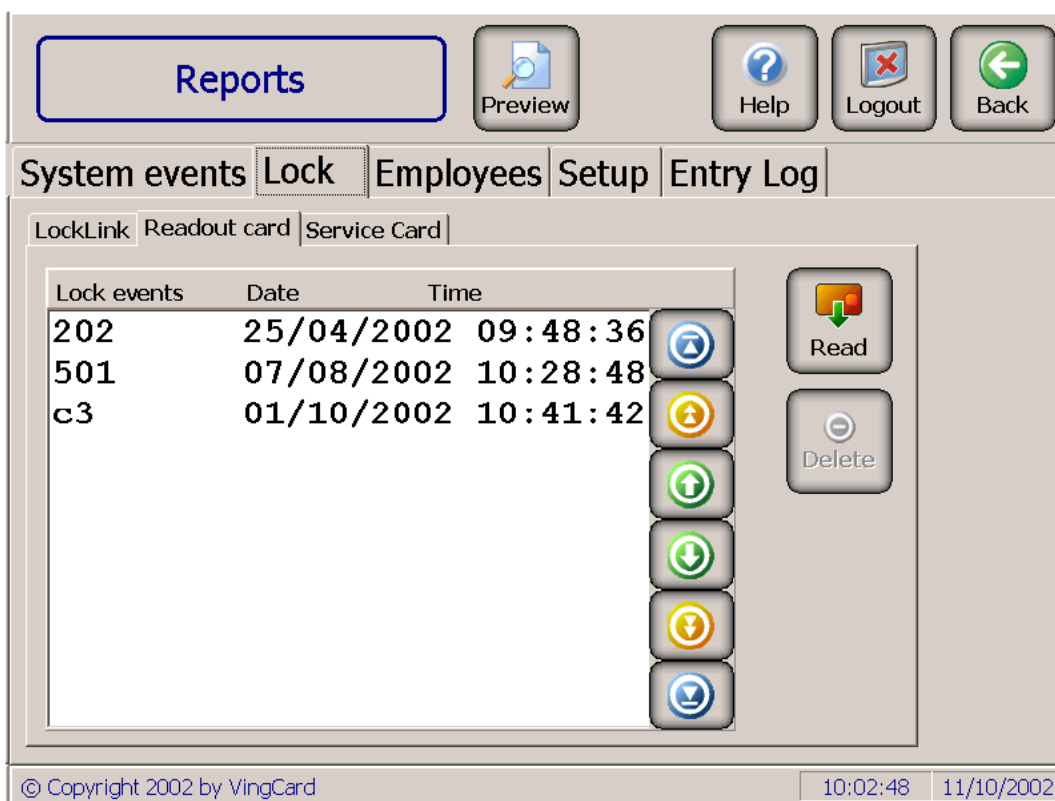 Reports
Preview
Help
Logout
Back
System events Lock Employees Setup Entry Log
LockLink Readout card Service Card
Lock events Date Time
202 25/04/2002 09:48:36
501 07/08/2002 10:28:48
c3 01/10/2002 10:41:42
Read
Delete
© Copyright 2002 by VingCard 10:02:48 11/10/2002